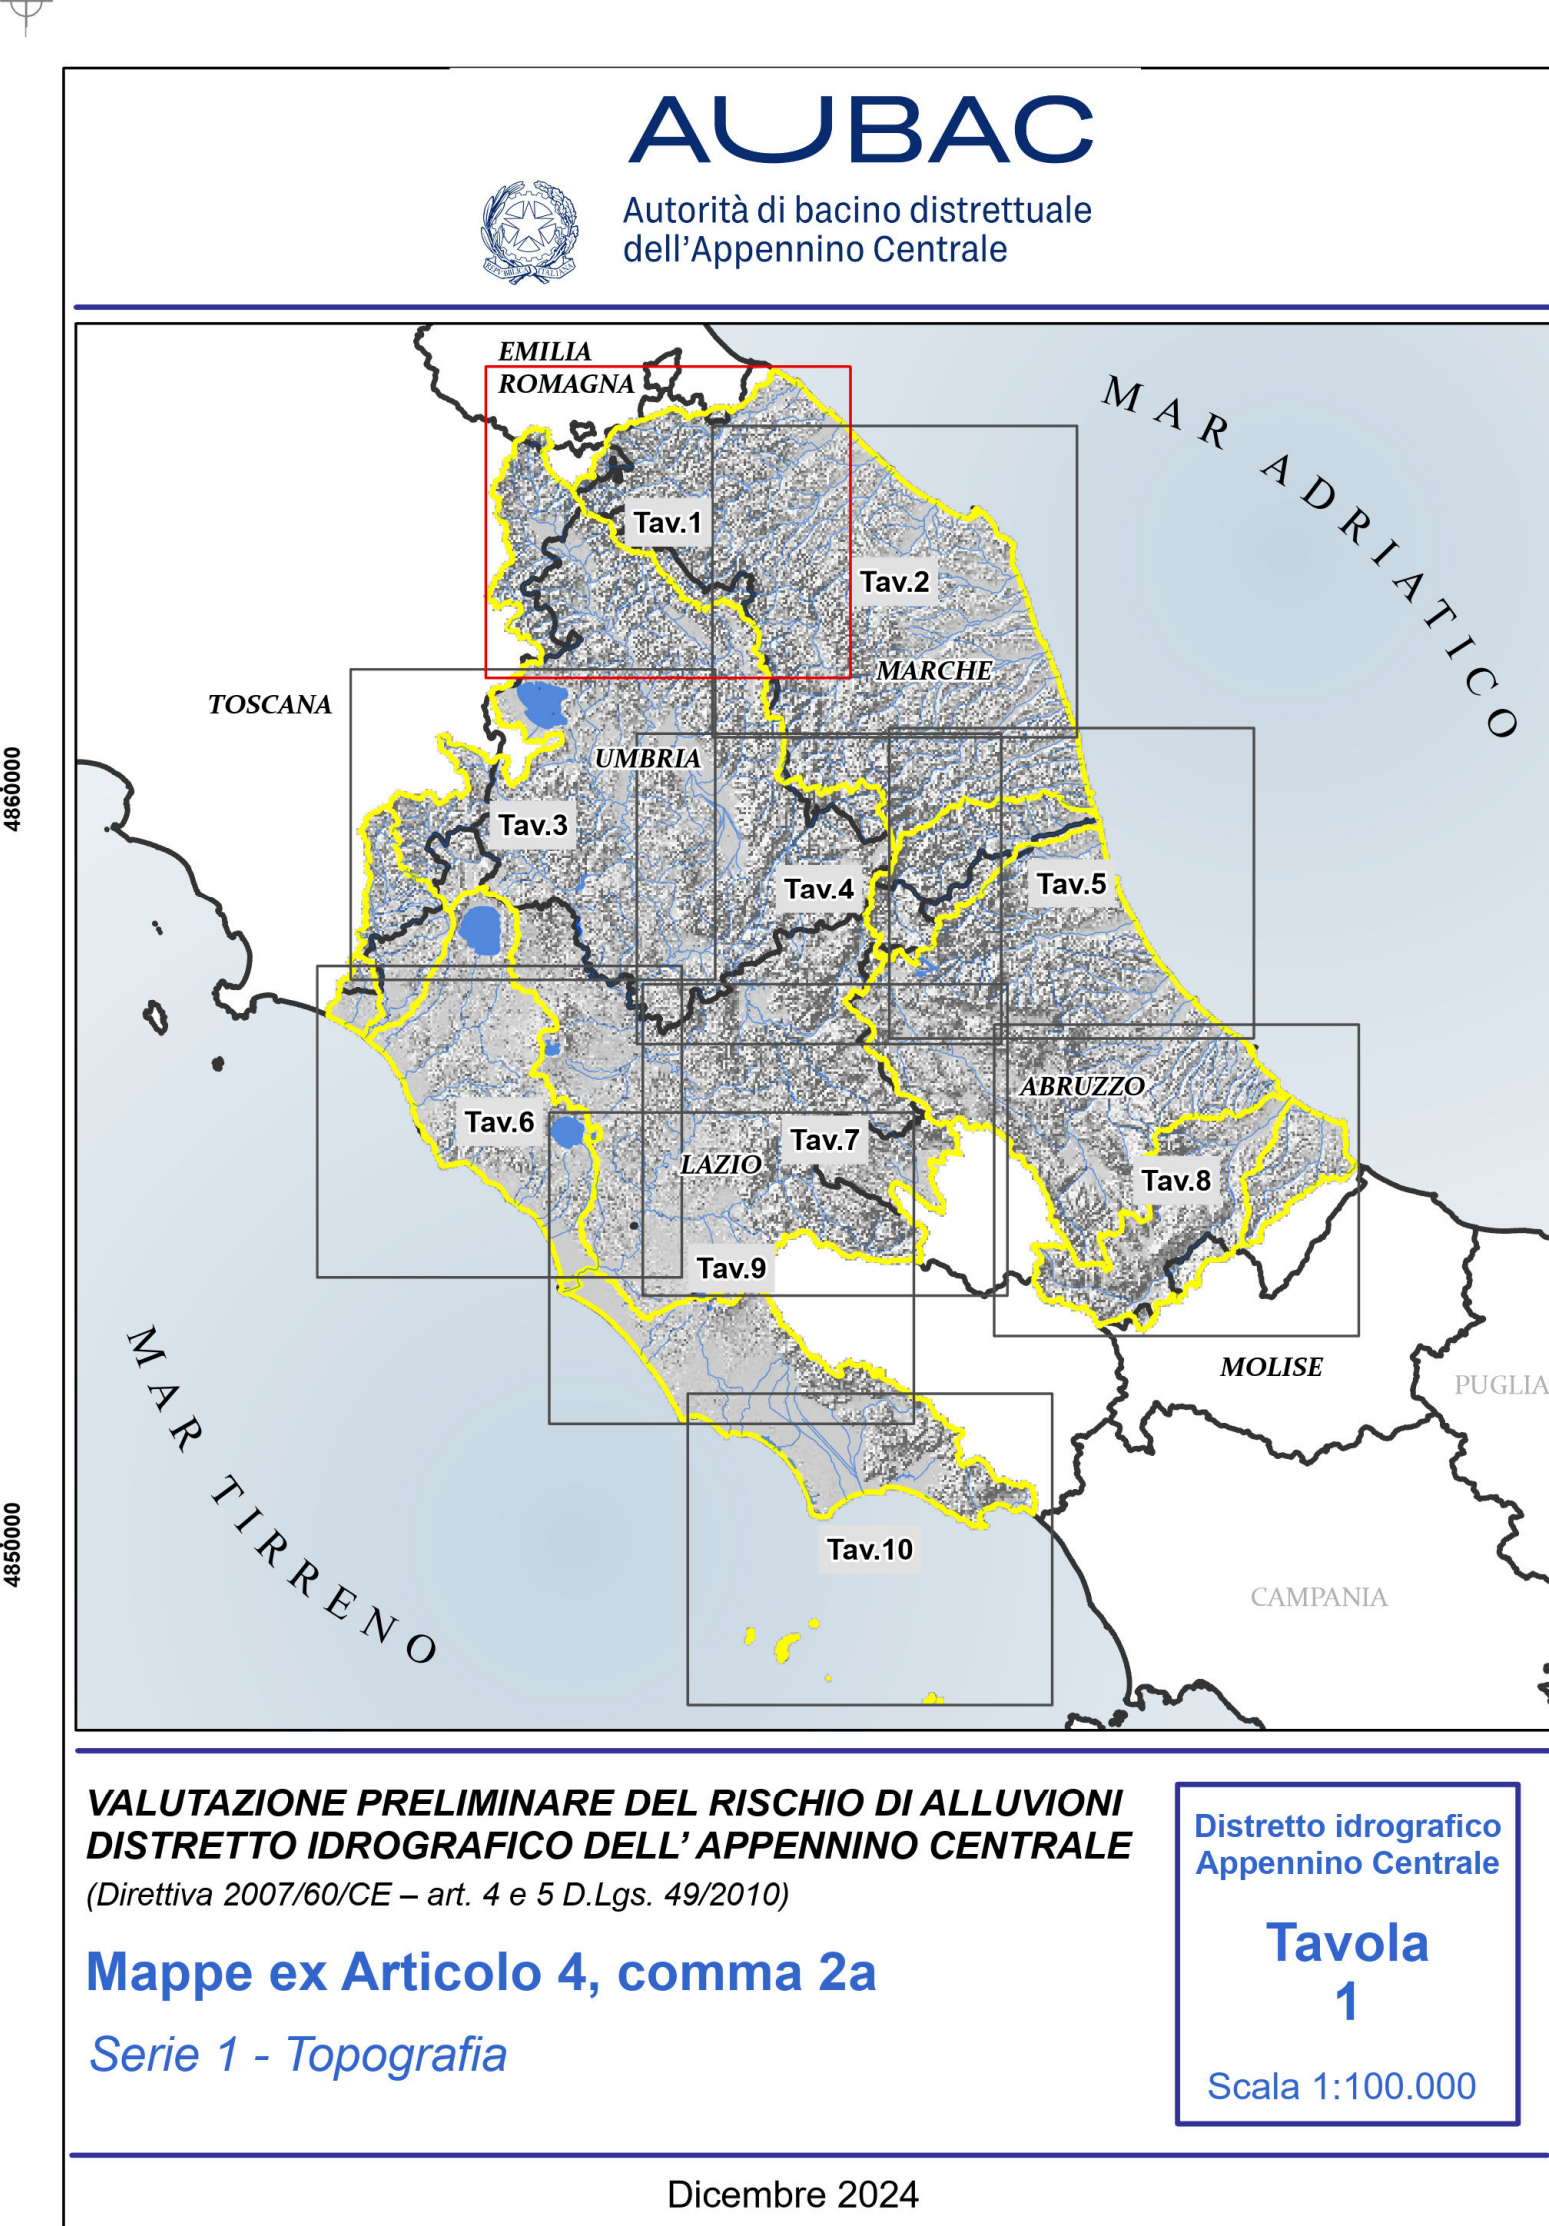 AUBAC
Autorità di bacino distrettuale
dell'Appennino Centrale
REPVBBLICA ITALIANA
EMILIA
ROMAGNA
MAR ADRIATICO
Tav.1
Tav.2
MARCHE
TOSCANA
UMBRIA
4860000
Tav.3
Tav.4
Tav.5
ABRUZZO
Tav.6
Tav.7
LAZIO
Tav.8
Tav.9
MAR TIRRENO
MOLISE
PUGLIA
4850000
Tav.10
CAMPANIA
VALUTAZIONE PRELIMINARE DEL RISCHIO DI ALLUVIONI
DISTRETTO IDROGRAFICO DELL' APPENNINO CENTRALE
(Direttiva 2007/60/CE – art. 4 e 5 D.Lgs. 49/2010)
Mappe ex Articolo 4, comma 2a
Serie 1 - Topografia
Distretto idrografico
Appennino Centrale
Tavola
1
Scala 1:100.000
Dicembre 2024